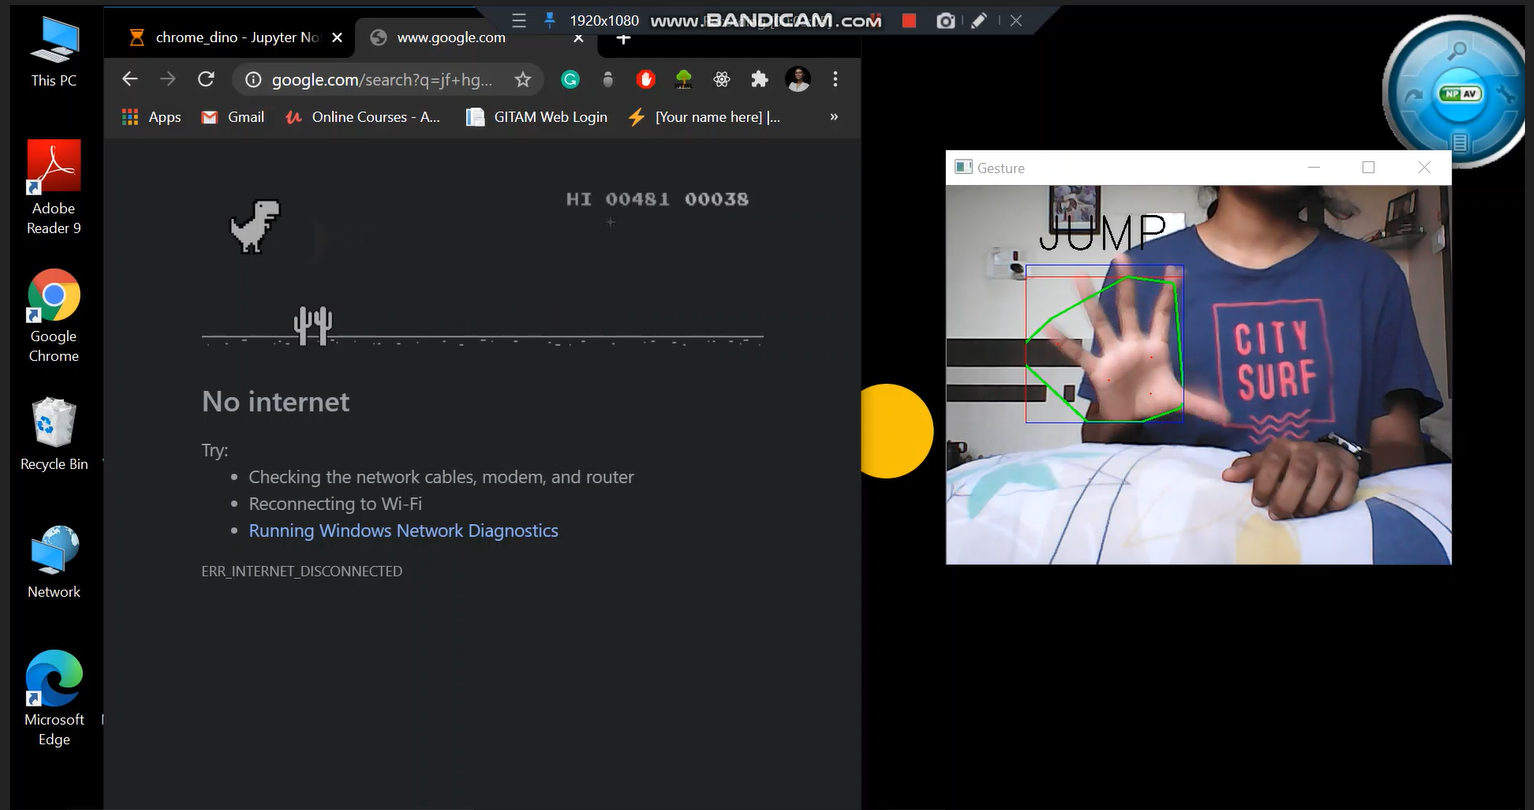 This PC
Adobe
Reader 9
Google
Chrome
Recycle Bin
Network
Microsoft
Edge
1920x1080
www.BANDICAM.com
chrome_dino - Jupyter No
www.google.com
google.com/search?q=jf+hg...
Apps
Gmail
Online Courses - A...
GITAM Web Login
[Your name here] |...
»
HI 00481 00038
No internet
Try:
• Checking the network cables, modem, and router
• Reconnecting to Wi-Fi
• Running Windows Network Diagnostics
ERR_INTERNET_DISCONNECTED
NP AV
Gesture
JUMP
CITY
SURF